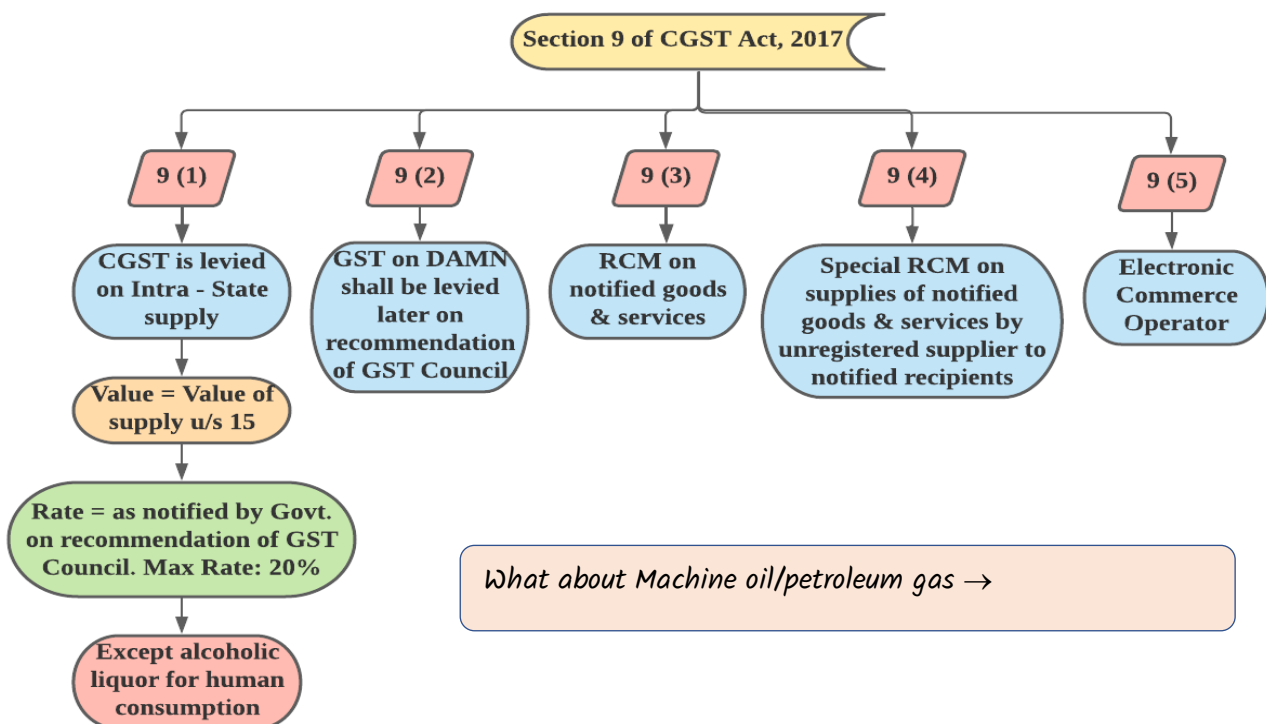 Section 9 of CGST Act, 2017
9 (1)
9 (2)
9 (3)
9 (4)
9 (5)
CGST is levied
on Intra - State
supply
GST on DAMN
shall be levied
later on
recommendation
of GST Council
RCM on
notified goods
& services
Special RCM on
supplies of notified
goods & services by
unregistered supplier to
notified recipients
Electronic
Commerce
Operator
Value = Value of
supply u/s 15
Rate = as notified by Govt.
on recommendation of GST
Council. Max Rate: 20%
Except alcoholic
liquor for human
consumption
What about Machine oil/petroleum gas →